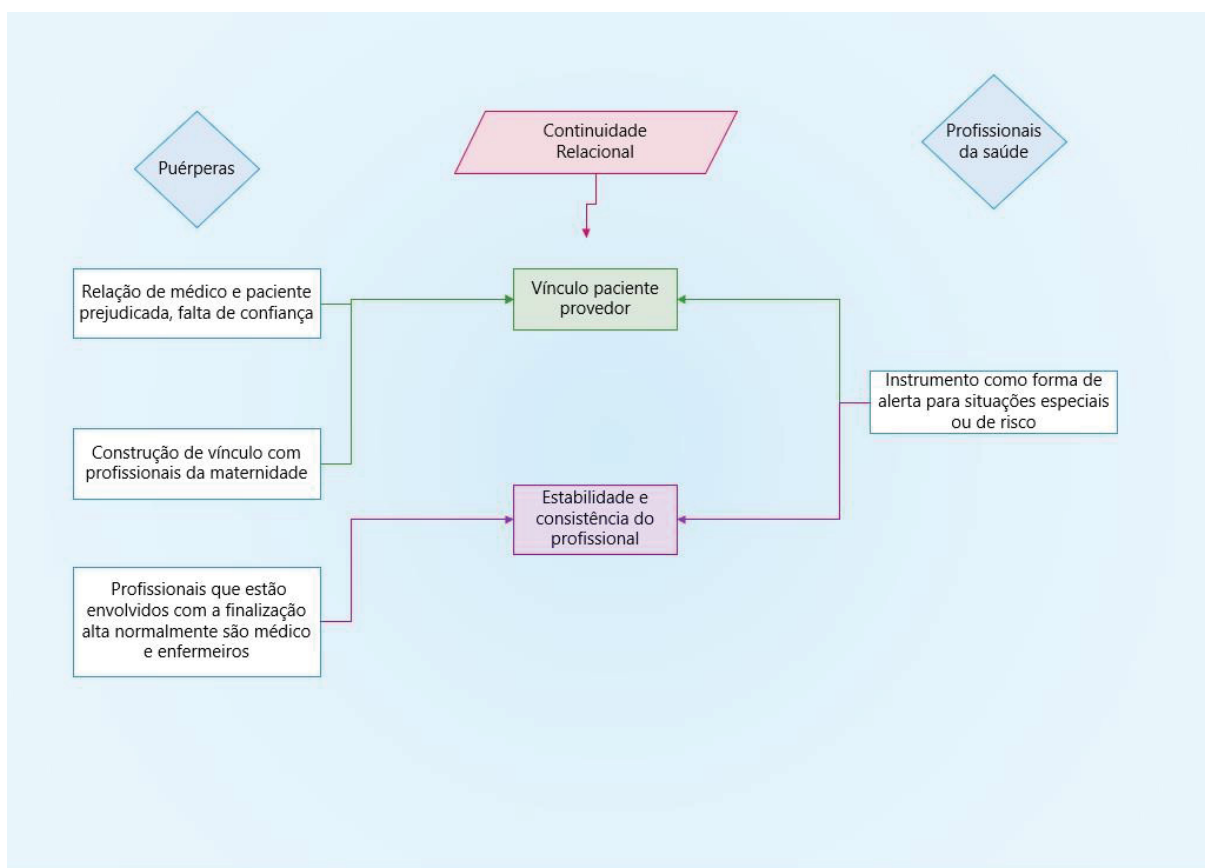 Puérperas
Continuidade
Relacional
Profissionais
da saúde
Relação de médico e paciente
prejudicada, falta de confiança
Vínculo paciente
provedor
Instrumento como forma de
alerta para situações especiais
ou de risco
Construção de vínculo com
profissionais da maternidade
Estabilidade e
consistência do
profissional
Profissionais que estão
envolvidos com a finalização
alta normalmente são médico
e enfermeiros